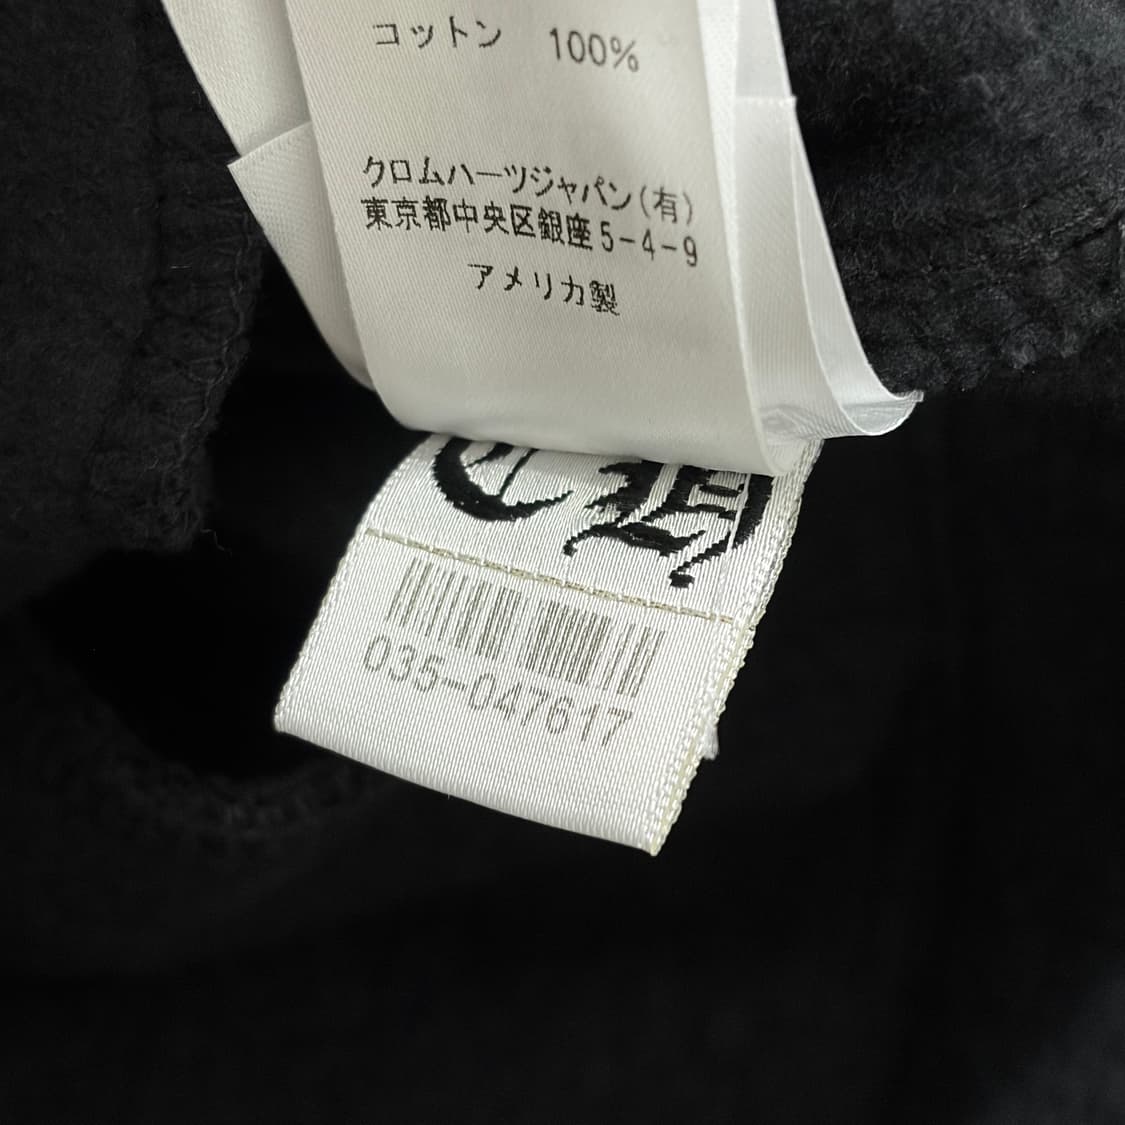 コットン 100%
クロムハーツジャパン(有)
東京都中央区銀座5-4-9
アメリカ製
CH
035-047617